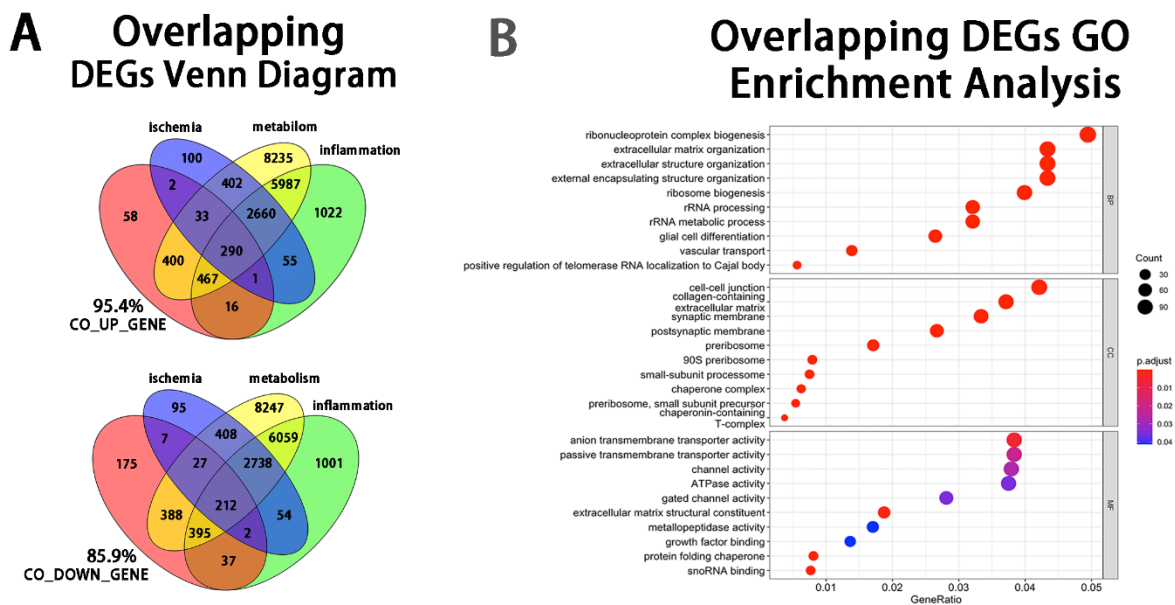 A
Overlapping
DEGs Venn Diagram
ischemia
metabilom
inflammation
100
8235
2
402
5987
58
33
2660
1022
290
400
55
467
1
16
95.4%
CO_UP_GENE
ischemia
metabolism
inflammation
95
8247
7
408
6059
175
27
2738
1001
212
388
54
395
2
37
85.9%
CO_DOWN_GENE
B
Overlapping DEGs GO
Enrichment Analysis
ribonucleoprotein complex biogenesis
extracellular matrix organization
extracellular structure organization
external encapsulating structure organization
ribosome biogenesis
rRNA processing
rRNA metabolic process
glial cell differentiation
vascular transport
positive regulation of telomerase RNA localization to Cajal body
BP
cell-cell junction
collagen-containing
extracellular matrix
synaptic membrane
postsynaptic membrane
preribosome
90S preribosome
small-subunit processome
chaperone complex
preribosome, small subunit precursor
chaperonin-containing
T-complex
CC
anion transmembrane transporter activity
passive transmembrane transporter activity
channel activity
ATPase activity
gated channel activity
extracellular matrix structural constituent
metallopeptidase activity
growth factor binding
protein folding chaperone
snoRNA binding
MF
0.01
0.02
0.03
0.04
0.05
GeneRatio
Count
30
60
90
p.adjust
0.01
0.02
0.03
0.04